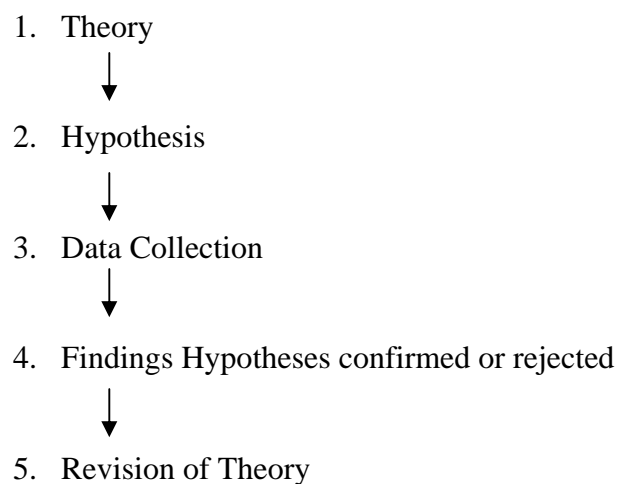 1. Theory
2. Hypothesis
3. Data Collection
4. Findings Hypotheses confirmed or rejected
5. Revision of Theory